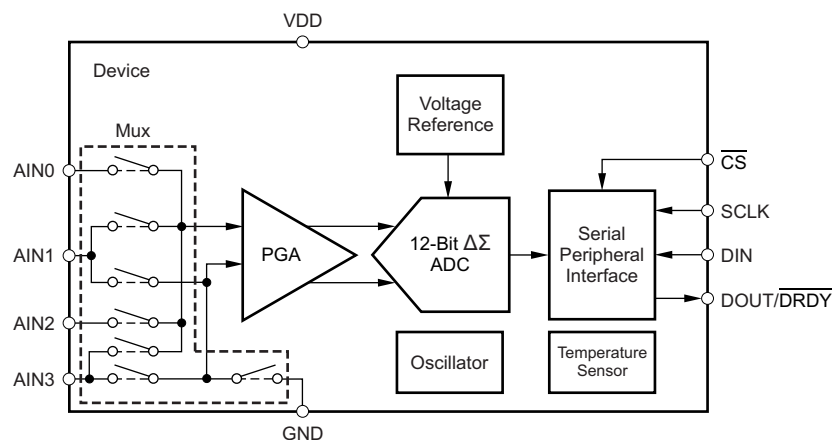 VDD
Device
Mux
Voltage
Reference
AIN0
CS
SCLK
AIN1
PGA
12-Bit ΔΣ
ADC
Serial
Peripheral
Interface
DIN
DOUT/DRDY
AIN2
AIN3
Oscillator
Temperature
Sensor
GND